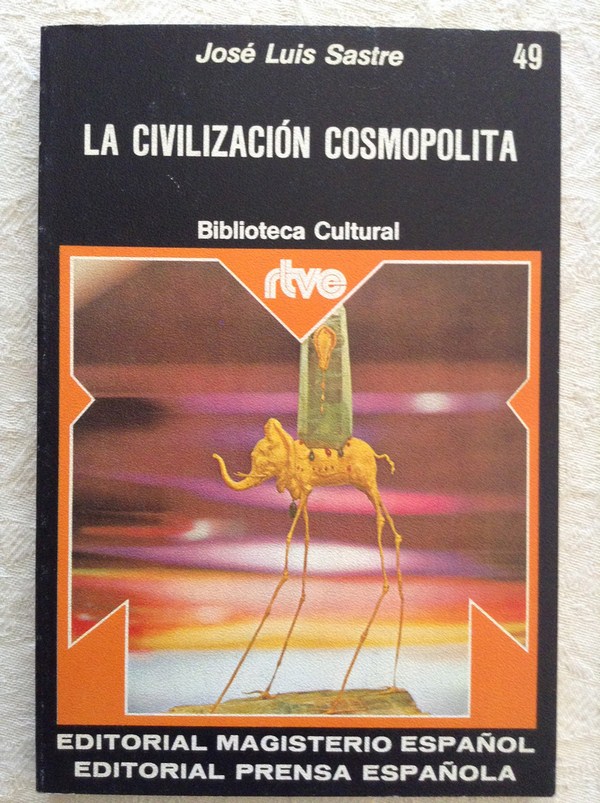 José Luis Sastre 49
LA CIVILIZACIÓN COSMOPOLITA
Biblioteca Cultural
rtve
EDITORIAL MAGISTERIO ESPAÑOL
EDITORIAL PRENSA ESPAÑOLA